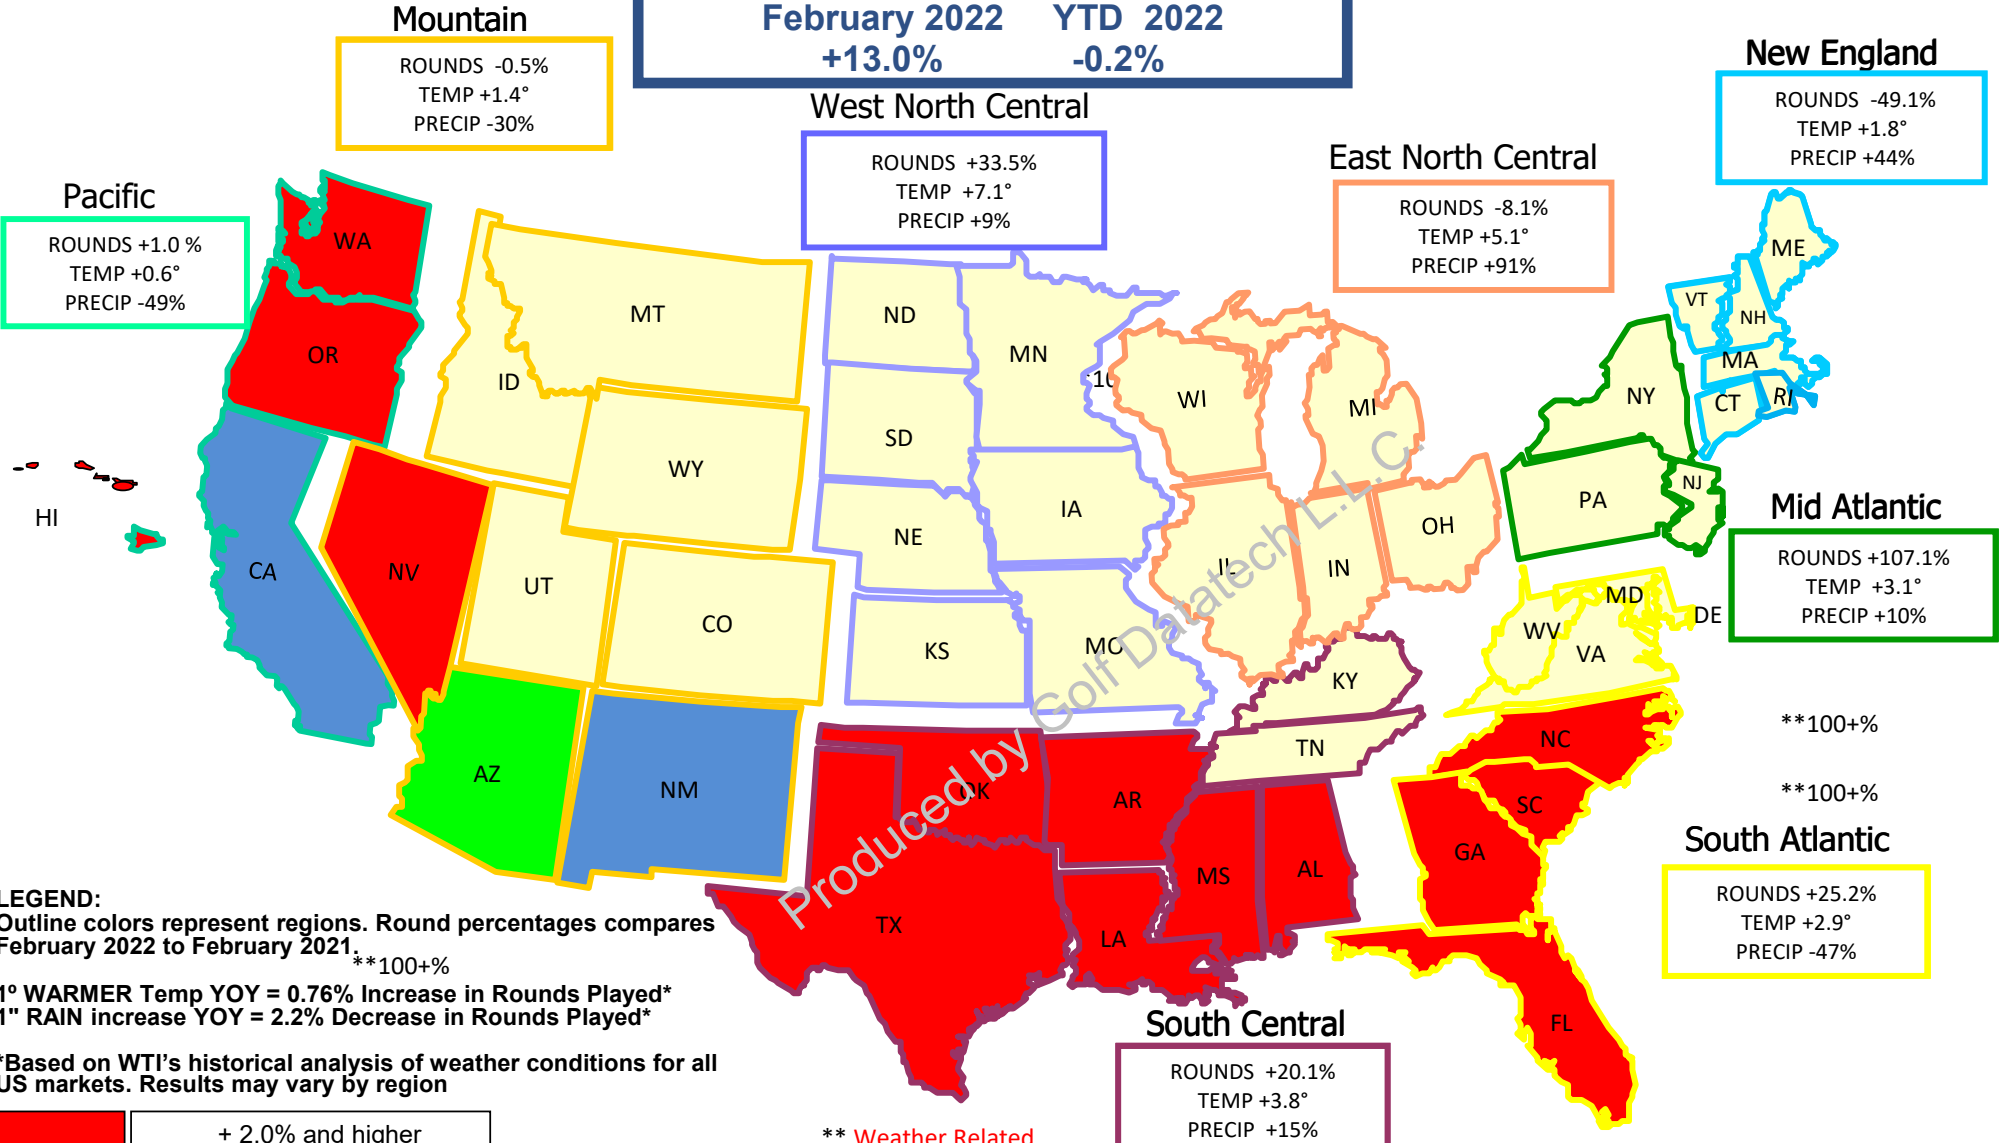 February 2022 YTD 2022
+13.0% -0.2%
Mountain
ROUNDS -0.5%
TEMP +1.4°
PRECIP -30%
West North Central
ROUNDS +33.5%
TEMP +7.1°
PRECIP +9%
East North Central
ROUNDS -8.1%
TEMP +5.1°
PRECIP +91%
New England
ROUNDS -49.1%
TEMP +1.8°
PRECIP +44%
Pacific
ROUNDS +1.0 %
TEMP +0.6°
PRECIP -49%
Mid Atlantic
ROUNDS +107.1%
TEMP +3.1°
PRECIP +10%
South Atlantic
ROUNDS +25.2%
TEMP +2.9°
PRECIP -47%
South Central
ROUNDS +20.1%
TEMP +3.8°
PRECIP +15%
WA
OR
CA
HI
NV
ID
MT
WY
UT
CO
AZ
NM
ND
SD
NE
KS
MN
IA
MO
WI
MI
IL
IN
OH
KY
TN
OK
AR
TX
LA
MS
AL
GA
FL
SC
NC
VA
WV
MD
DE
PA
NJ
NY
CT
RI
MA
VT
NH
ME
**100+%
**100+%
Produced by Golf Datatech L.L.C.
LEGEND:
Outline colors represent regions. Round percentages compares
February 2022 to February 2021.
**100+%
1º WARMER Temp YOY = 0.76% Increase in Rounds Played*
1" RAIN increase YOY = 2.2% Decrease in Rounds Played*
*Based on WTI's historical analysis of weather conditions for all
US markets. Results may vary by region
+ 2.0% and higher
** Weather Related